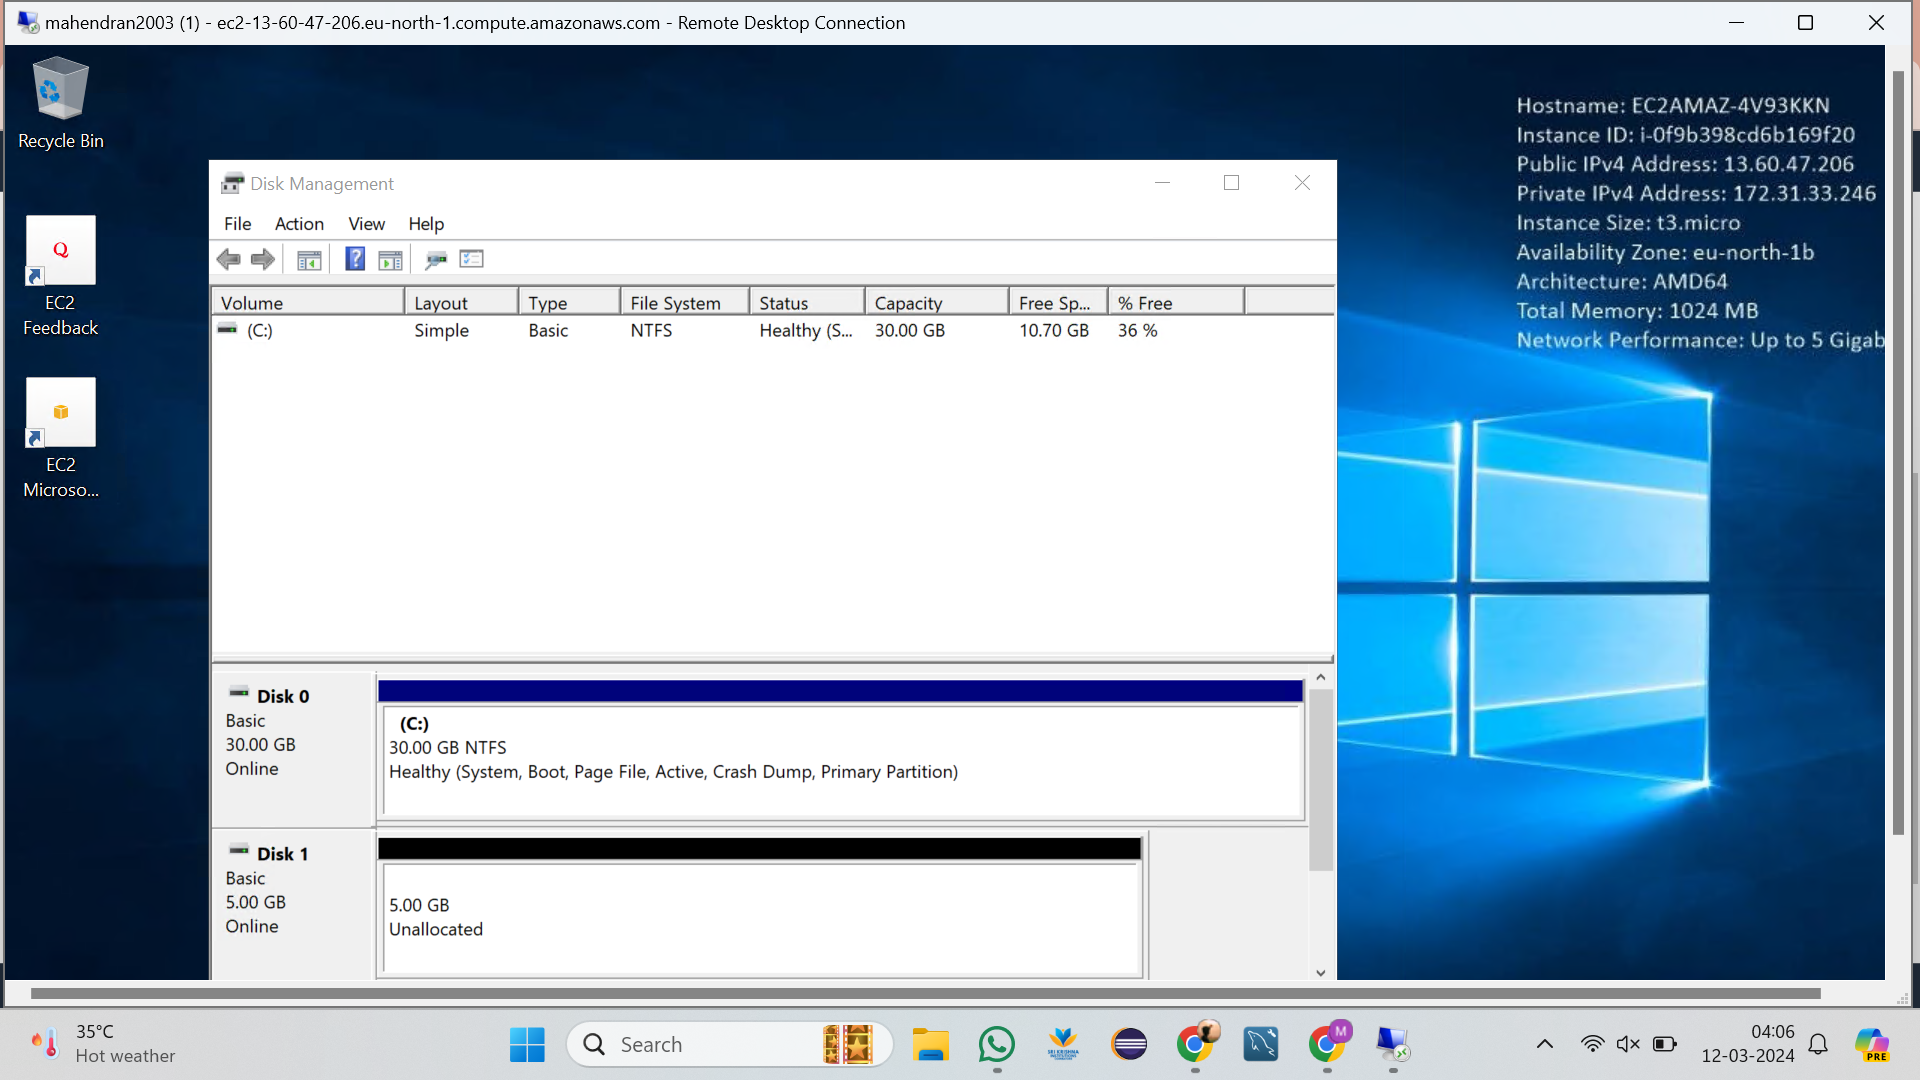 mahendran2003 (1) - ec2-13-60-47-206.eu-north-1.compute.amazonaws.com - Remote Desktop Connection
Recycle Bin
Q
EC2
Feedback
EC2
Microso...
Hostname: EC2AMAZ-4V93KKN
Instance ID: i-0f9b398cd6b169f20
Public IPv4 Address: 13.60.47.206
Private IPv4 Address: 172.31.33.246
Instance Size: t3.micro
Availability Zone: eu-north-1b
Architecture: AMD64
Total Memory: 1024 MB
Network Performance: Up to 5 Gigab
Disk Management
File Action View Help
Volume Layout Type File System Status Capacity Free Sp... % Free
(C:) Simple Basic NTFS Healthy (S... 30.00 GB 10.70 GB 36 %
Disk 0
Basic
30.00 GB
Online
(C:)
30.00 GB NTFS
Healthy (System, Boot, Page File, Active, Crash Dump, Primary Partition)
Disk 1
Basic
5.00 GB
Online
5.00 GB
Unallocated
35°C
Hot weather
Search
M
PRE
04:06
12-03-2024